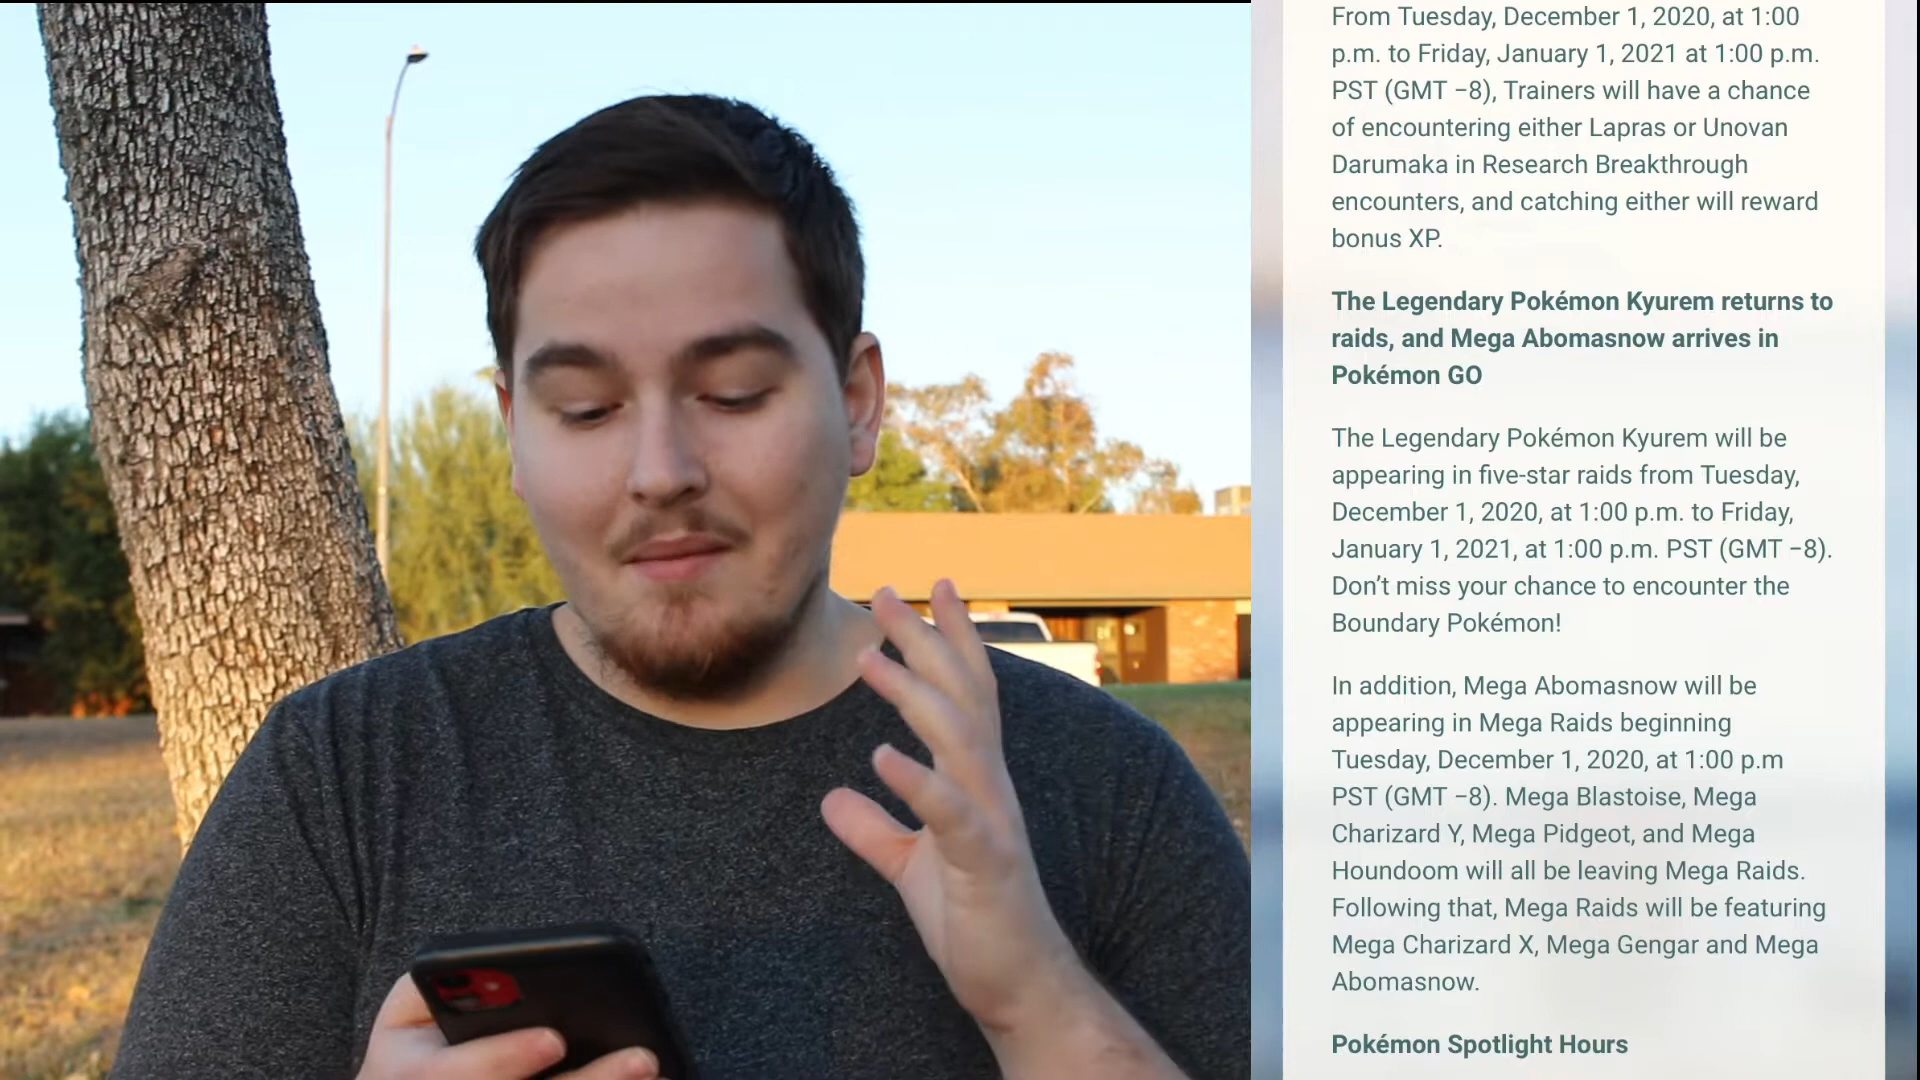 From Tuesday, December 1, 2020, at 1:00
p.m. to Friday, January 1, 2021 at 1:00 p.m.
PST (GMT −8), Trainers will have a chance
of encountering either Lapras or Unovan
Darumaka in Research Breakthrough
encounters, and catching either will reward
bonus XP.
The Legendary Pokémon Kyurem returns to
raids, and Mega Abomasnow arrives in
Pokémon GO
The Legendary Pokémon Kyurem will be
appearing in five-star raids from Tuesday,
December 1, 2020, at 1:00 p.m. to Friday,
January 1, 2021, at 1:00 p.m. PST (GMT −8).
Don’t miss your chance to encounter the
Boundary Pokémon!
In addition, Mega Abomasnow will be
appearing in Mega Raids beginning
Tuesday, December 1, 2020, at 1:00 p.m
PST (GMT −8). Mega Blastoise, Mega
Charizard Y, Mega Pidgeot, and Mega
Houndoom will all be leaving Mega Raids.
Following that, Mega Raids will be featuring
Mega Charizard X, Mega Gengar and Mega
Abomasnow.
Pokémon Spotlight Hours